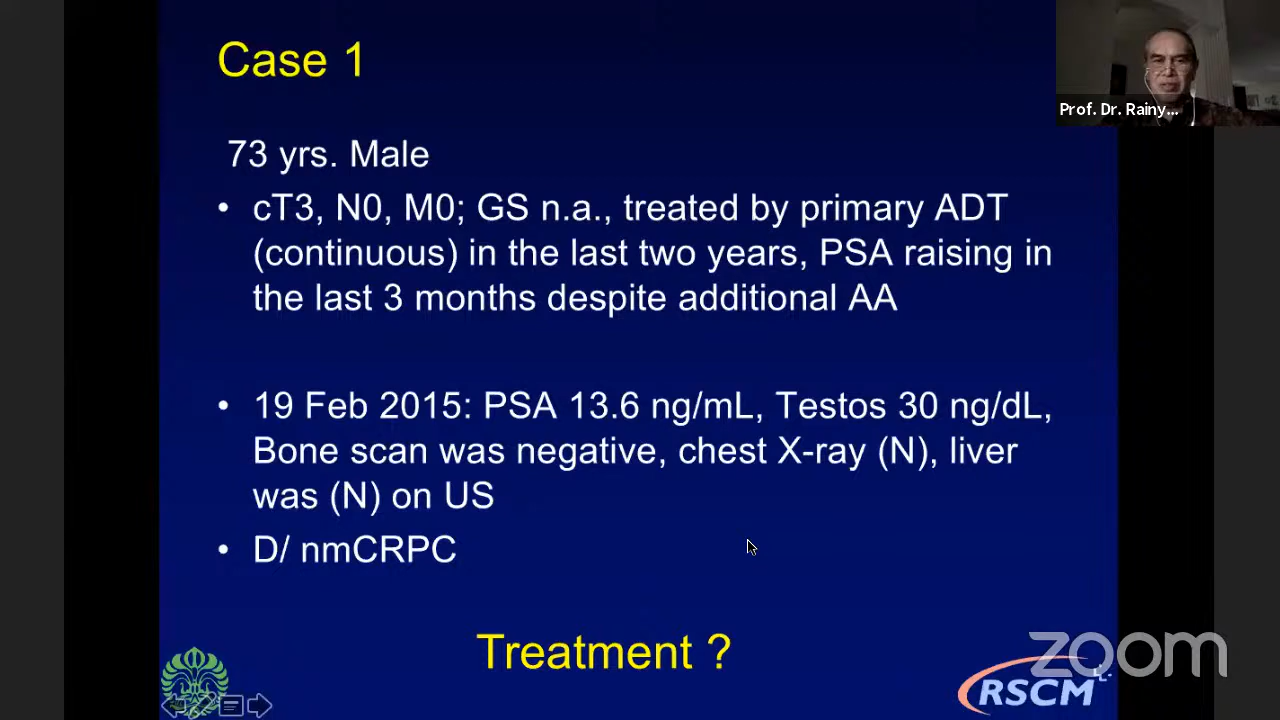 Case 1
Prof. Dr. Rainy...
73 yrs. Male
• cT3, N0, M0; GS n.a., treated by primary ADT
(continuous) in the last two years, PSA raising in
the last 3 months despite additional AA
• 19 Feb 2015: PSA 13.6 ng/mL, Testos 30 ng/dL,
Bone scan was negative, chest X-ray (N), liver
was (N) on US
• D/ nmCRPC
Treatment ?
zoom
RSCM